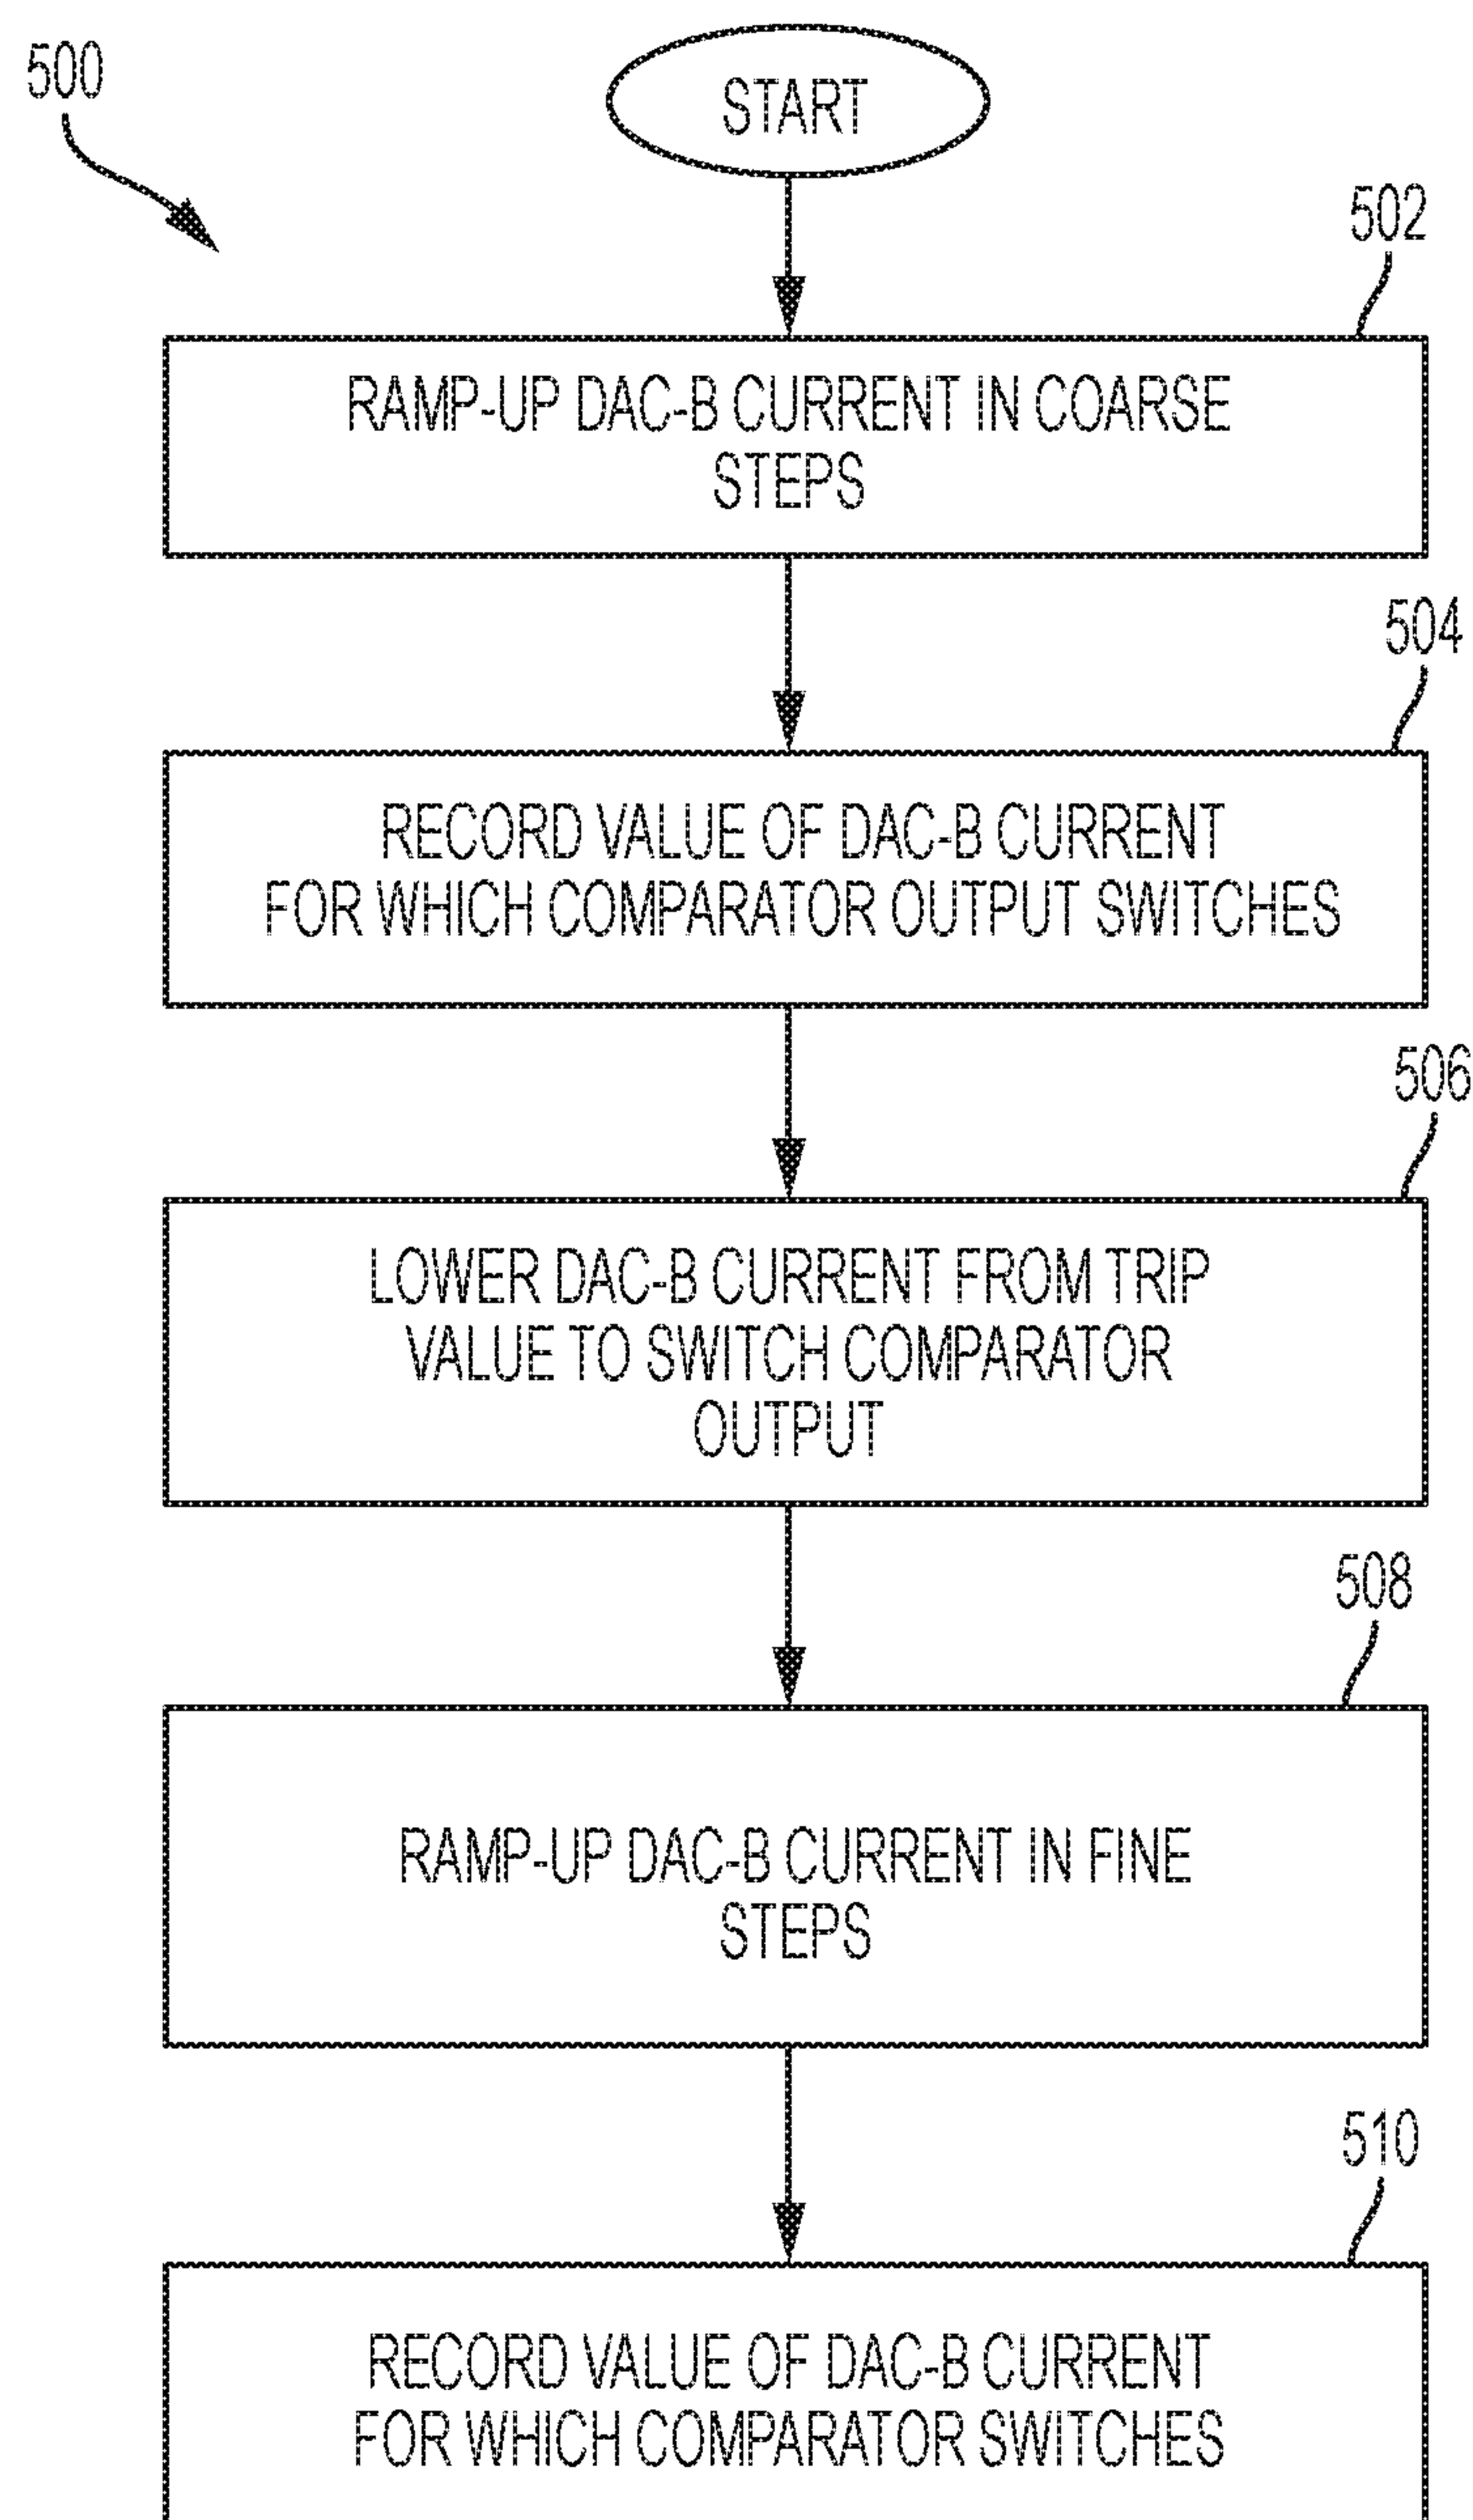 500
START
502
RAMP-UP DAC-B CURRENT IN COARSE
STEPS
504
RECORD VALUE OF DAC-B CURRENT
FOR WHICH COMPARATOR OUTPUT SWITCHES
506
LOWER DAC-B CURRENT FROM TRIP
VALUE TO SWITCH COMPARATOR
OUTPUT
508
RAMP-UP DAC-B CURRENT IN FINE
STEPS
510
RECORD VALUE OF DAC-B CURRENT
FOR WHICH COMPARATOR SWITCHES